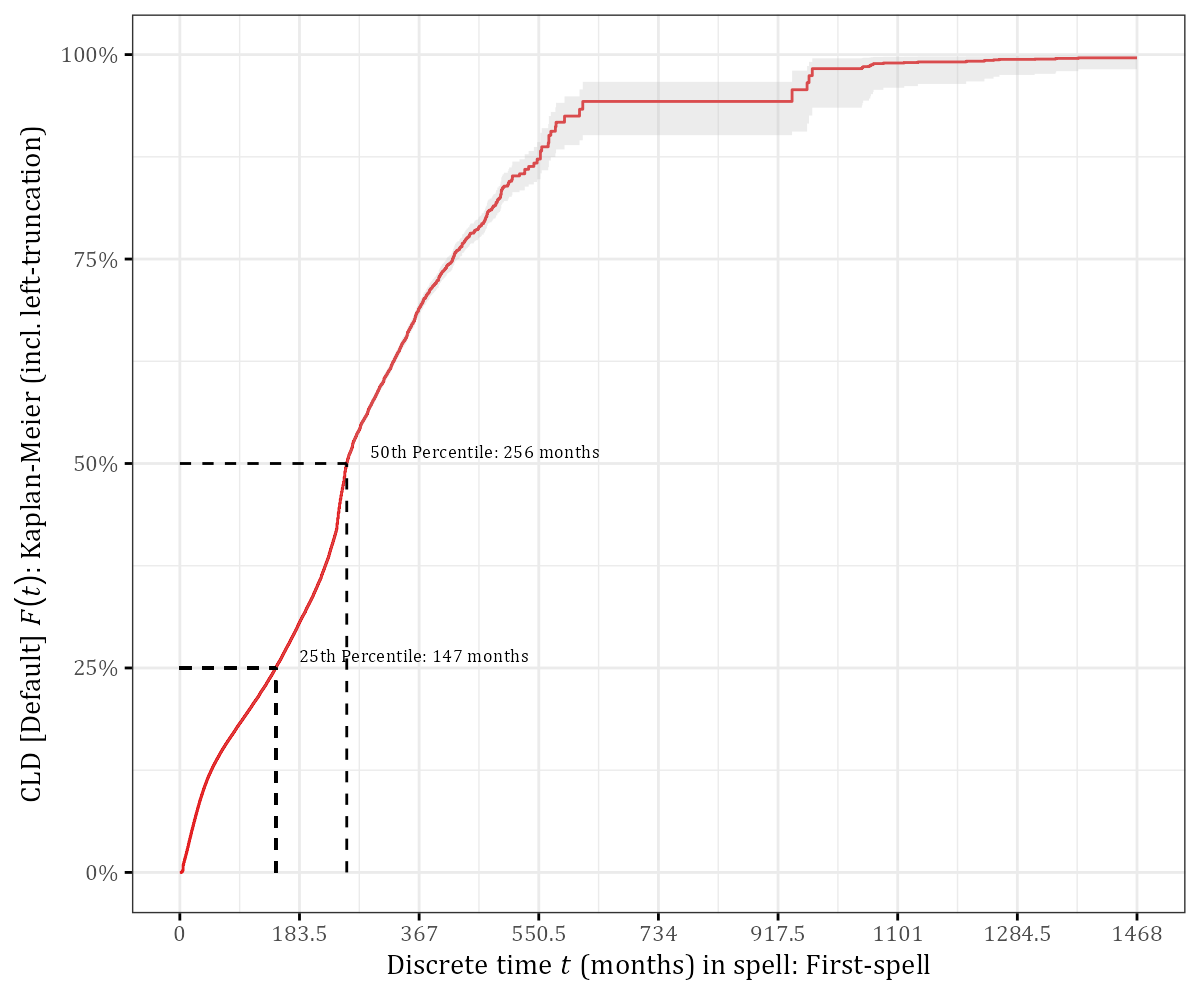 CLD [Default] F(t): Kaplan-Meier (incl. left-truncation)
100%
75%
50%
25%
0%
50th Percentile: 256 months
25th Percentile: 147 months
0 183.5 367 550.5 734 917.5 1101 1284.5 1468
Discrete time t (months) in spell: First-spell